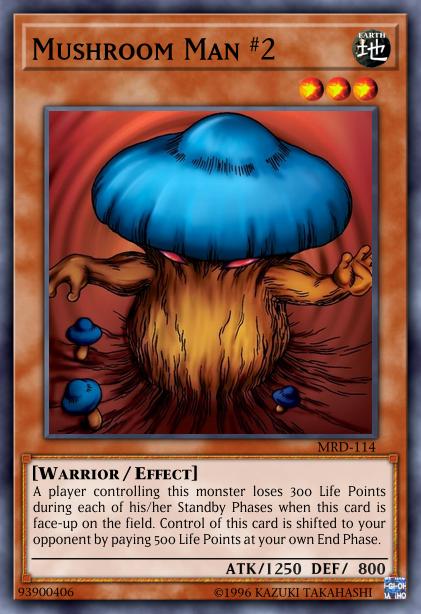 MUSHROOM MAN #2
EARTH
地
MRD-114
[WARRIOR / EFFECT]
A player controlling this monster loses 300 Life Points
during each of his/her Standby Phases when this card is
face-up on the field. Control of this card is shifted to your
opponent by paying 500 Life Points at your own End Phase.
ATK/1250 DEF/ 800
93900406
©1996 KAZUKI TAKAHASHI